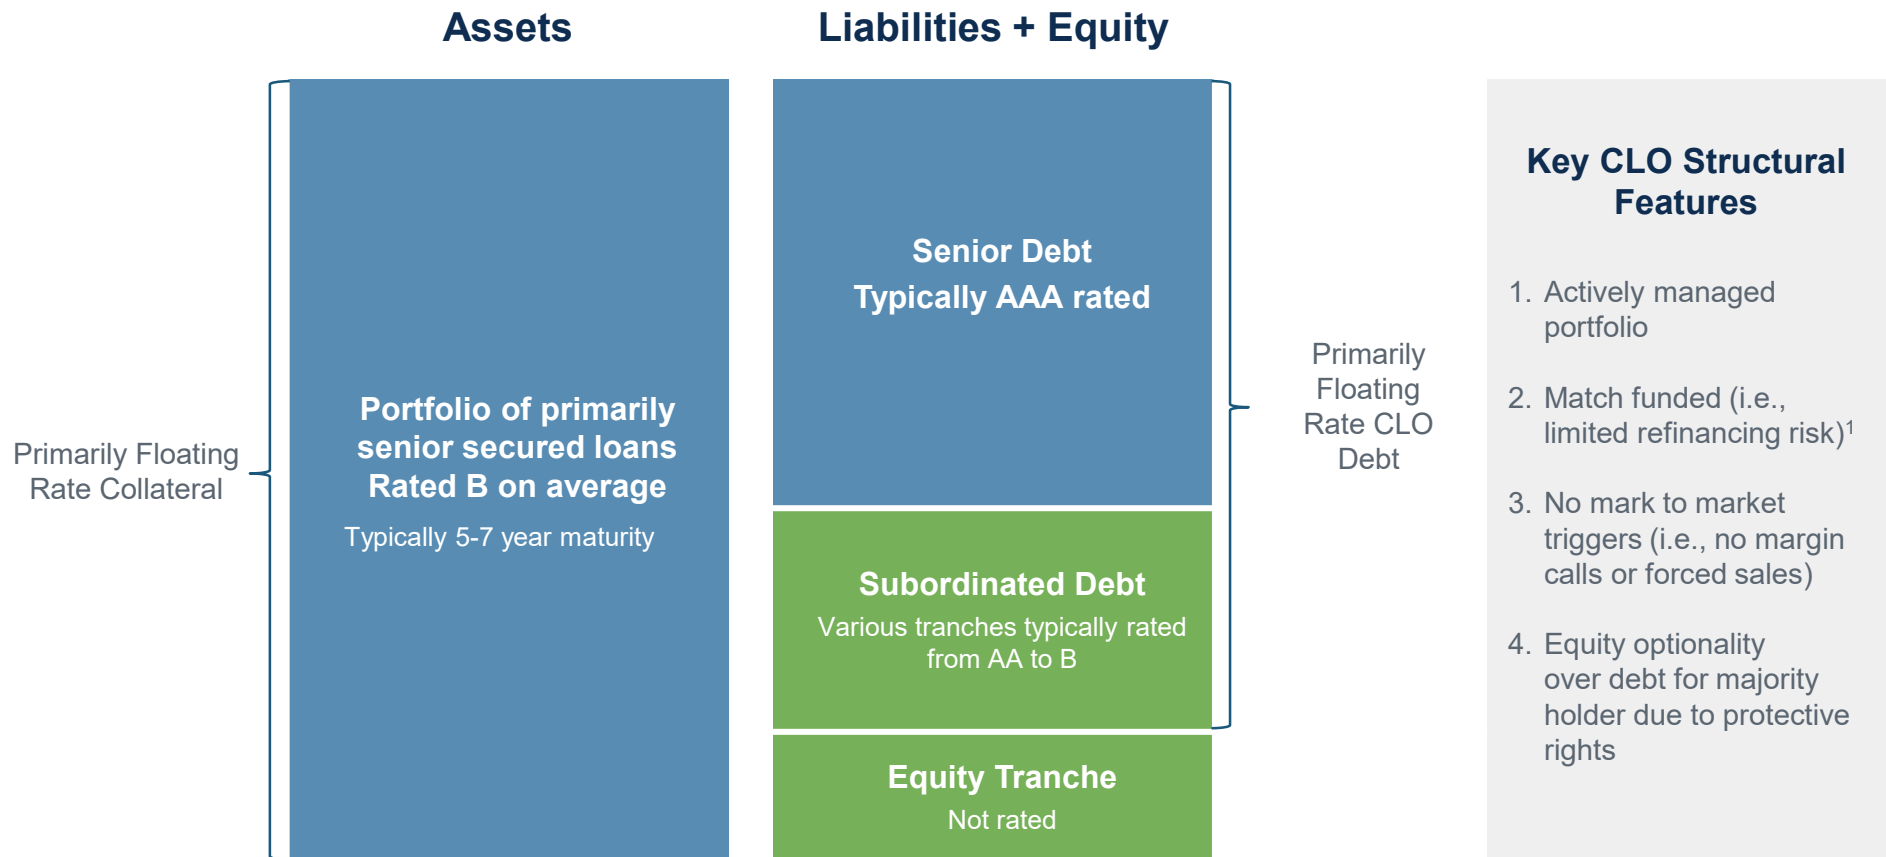 Assets
Liabilities + Equity
Primarily Floating
Rate Collateral
Portfolio of primarily
senior secured loans
Rated B on average
Typically 5-7 year maturity
Senior Debt
Typically AAA rated
Subordinated Debt
Various tranches typically rated
from AA to B
Equity Tranche
Not rated
Primarily
Floating
Rate CLO
Debt
Key CLO Structural
Features
1. Actively managed
portfolio
2. Match funded (i.e.,
limited refinancing risk)¹
3. No mark to market
triggers (i.e., no margin
calls or forced sales)
4. Equity optionality
over debt for majority
holder due to protective
rights